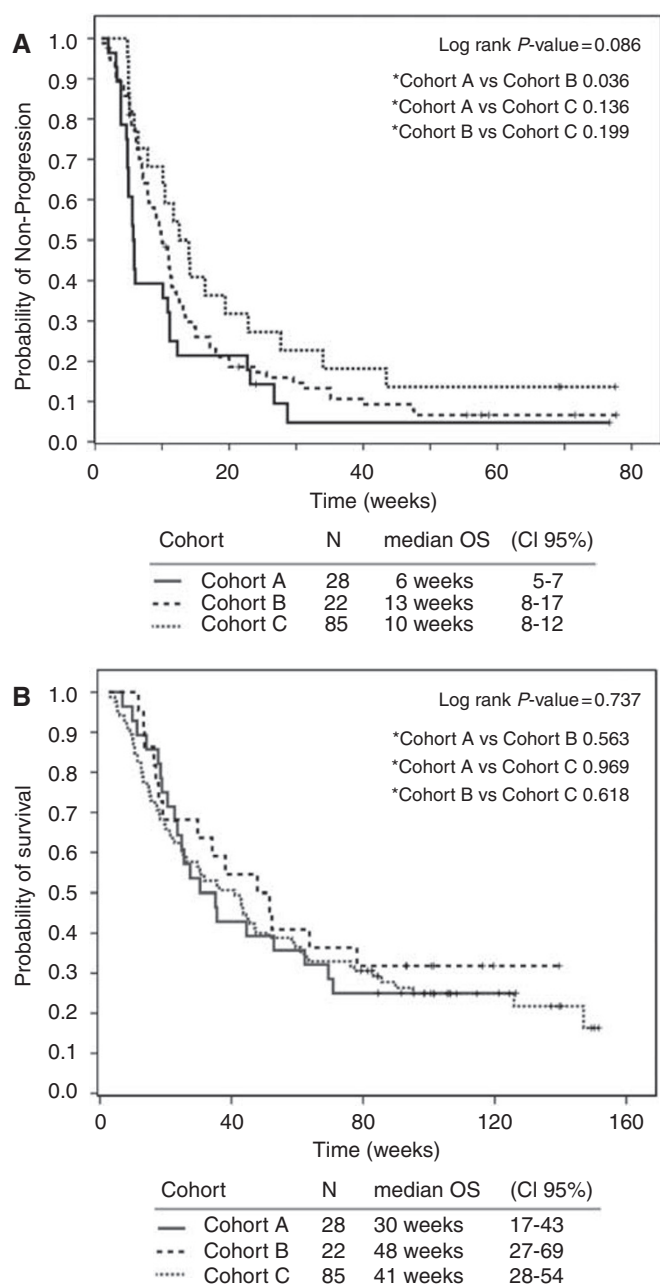 A
Log rank P-value=0.086
*Cohort A vs Cohort B 0.036
*Cohort A vs Cohort C 0.136
*Cohort B vs Cohort C 0.199
Probability of Non-Progression
1.0
0.9
0.8
0.7
0.6
0.5
0.4
0.3
0.2
0.1
0.0
0 20 40 60 80
Time (weeks)
Cohort N median OS (CI 95%)
Cohort A 28 6 weeks 5-7
Cohort B 22 13 weeks 8-17
Cohort C 85 10 weeks 8-12
B
Log rank P-value=0.737
*Cohort A vs Cohort B 0.563
*Cohort A vs Cohort C 0.969
*Cohort B vs Cohort C 0.618
Probability of survival
1.0
0.9
0.8
0.7
0.6
0.5
0.4
0.3
0.2
0.1
0.0
0 40 80 120 160
Time (weeks)
Cohort N median OS (CI 95%)
Cohort A 28 30 weeks 17-43
Cohort B 22 48 weeks 27-69
Cohort C 85 41 weeks 28-54